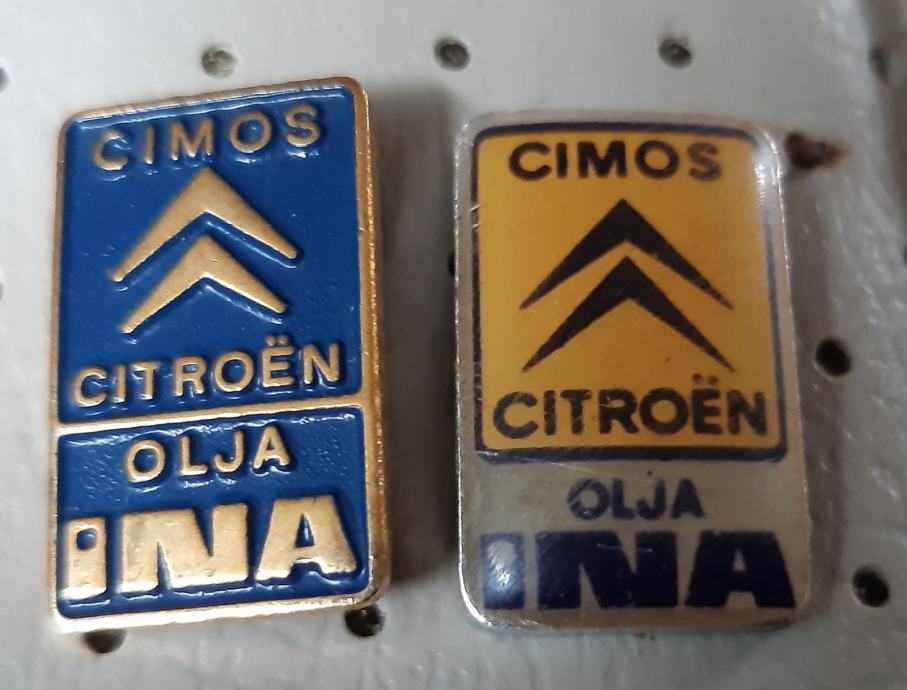 CIMOS
CITROËN
OLJA
INA
CIMOS
CITROËN
OLJA
INA